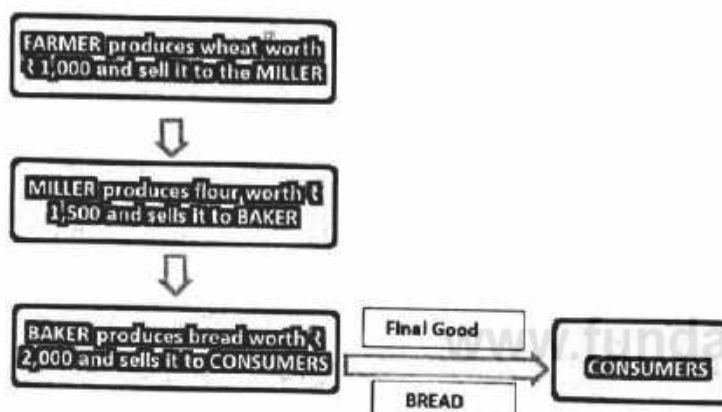 FARMER produces wheat worth
₹ 1,000 and sell it to the MILLER
MILLER produces flour worth ₹
1,500 and sells it to BAKER
BAKER produces bread worth ₹
2,000 and sells it to CONSUMERS
Final Good
BREAD
CONSUMERS
www.funda